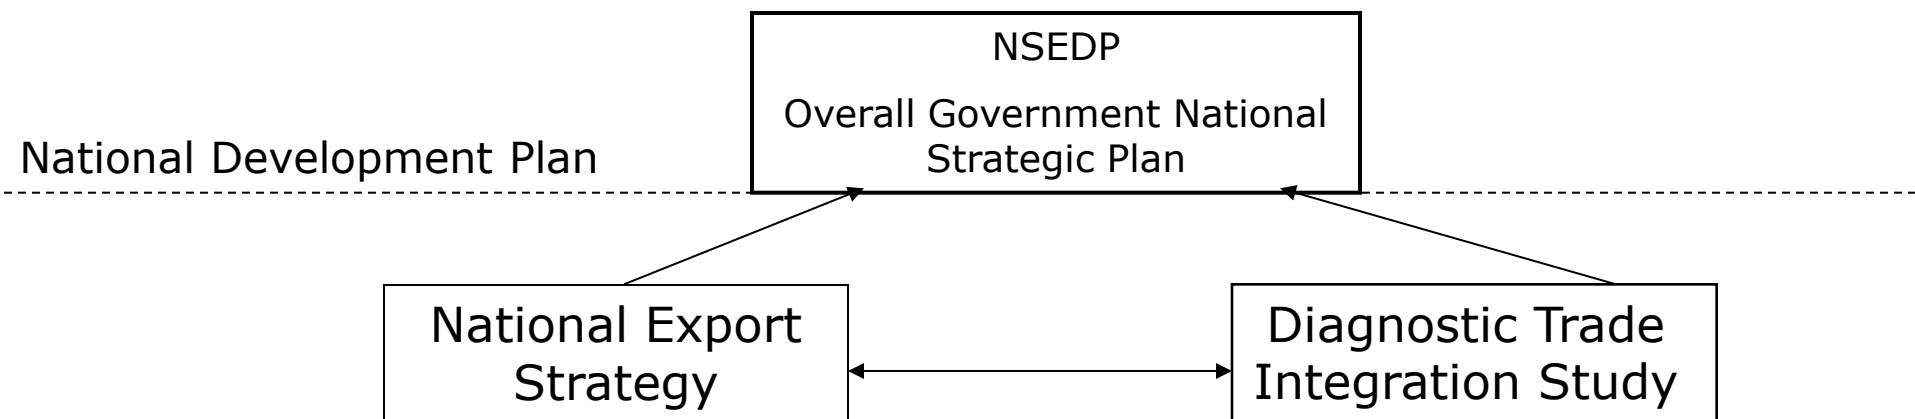 NSEDP
Overall Government National
Strategic Plan
National Development Plan
National Export
Strategy
Diagnostic Trade
Integration Study